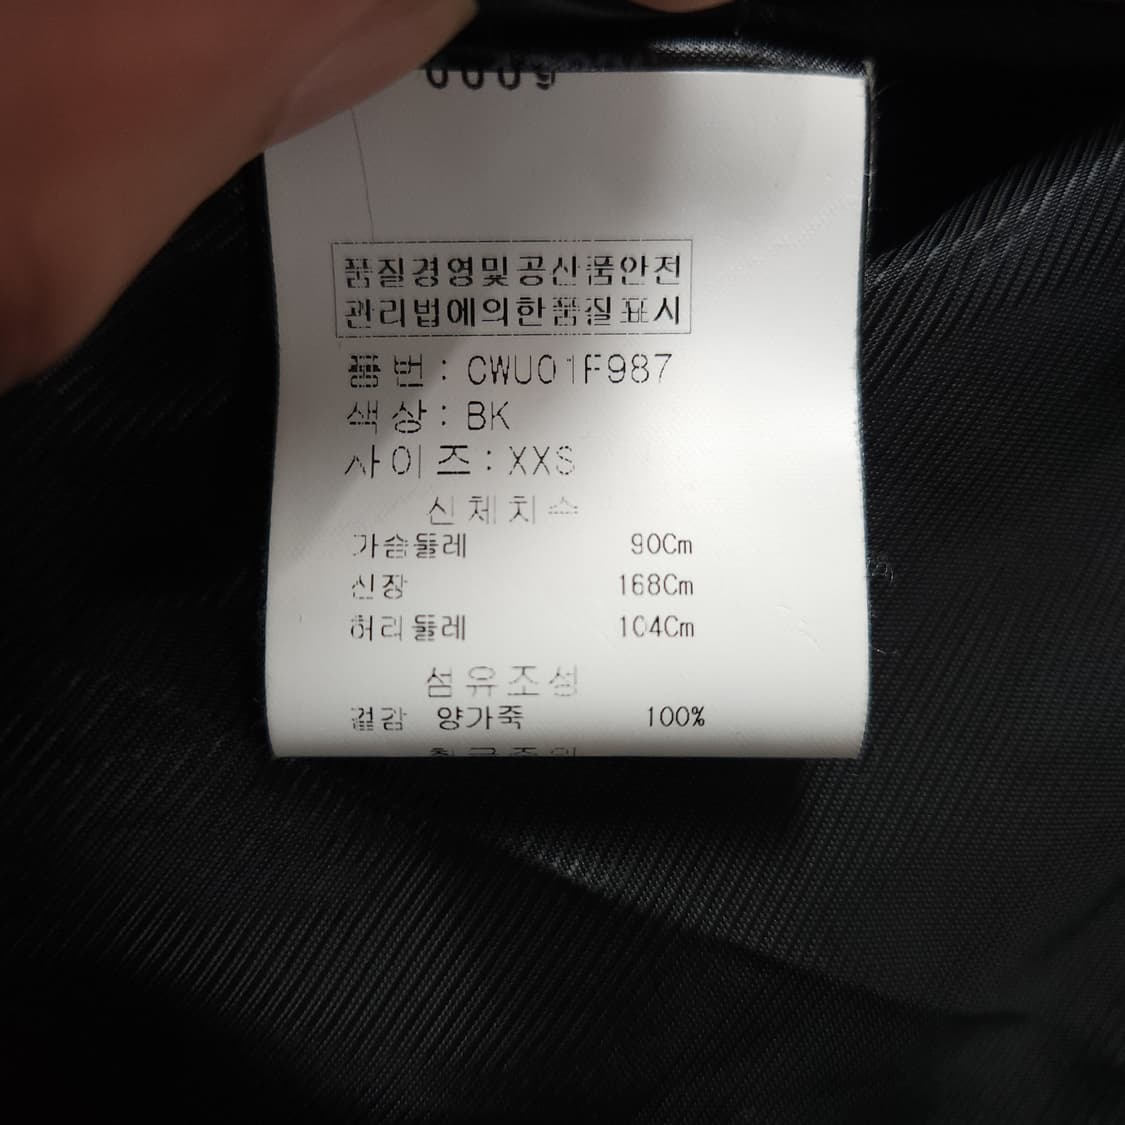 0009
품질경영및공산품안전
관리법에의한품질표시
품 번 : CWU01F987
색 상 : BK
사 이 즈 : XXS
신체치수
가슴둘레 90Cm
신장 168Cm
허리둘레 104Cm
섬유조성
겉감 양가죽 100%